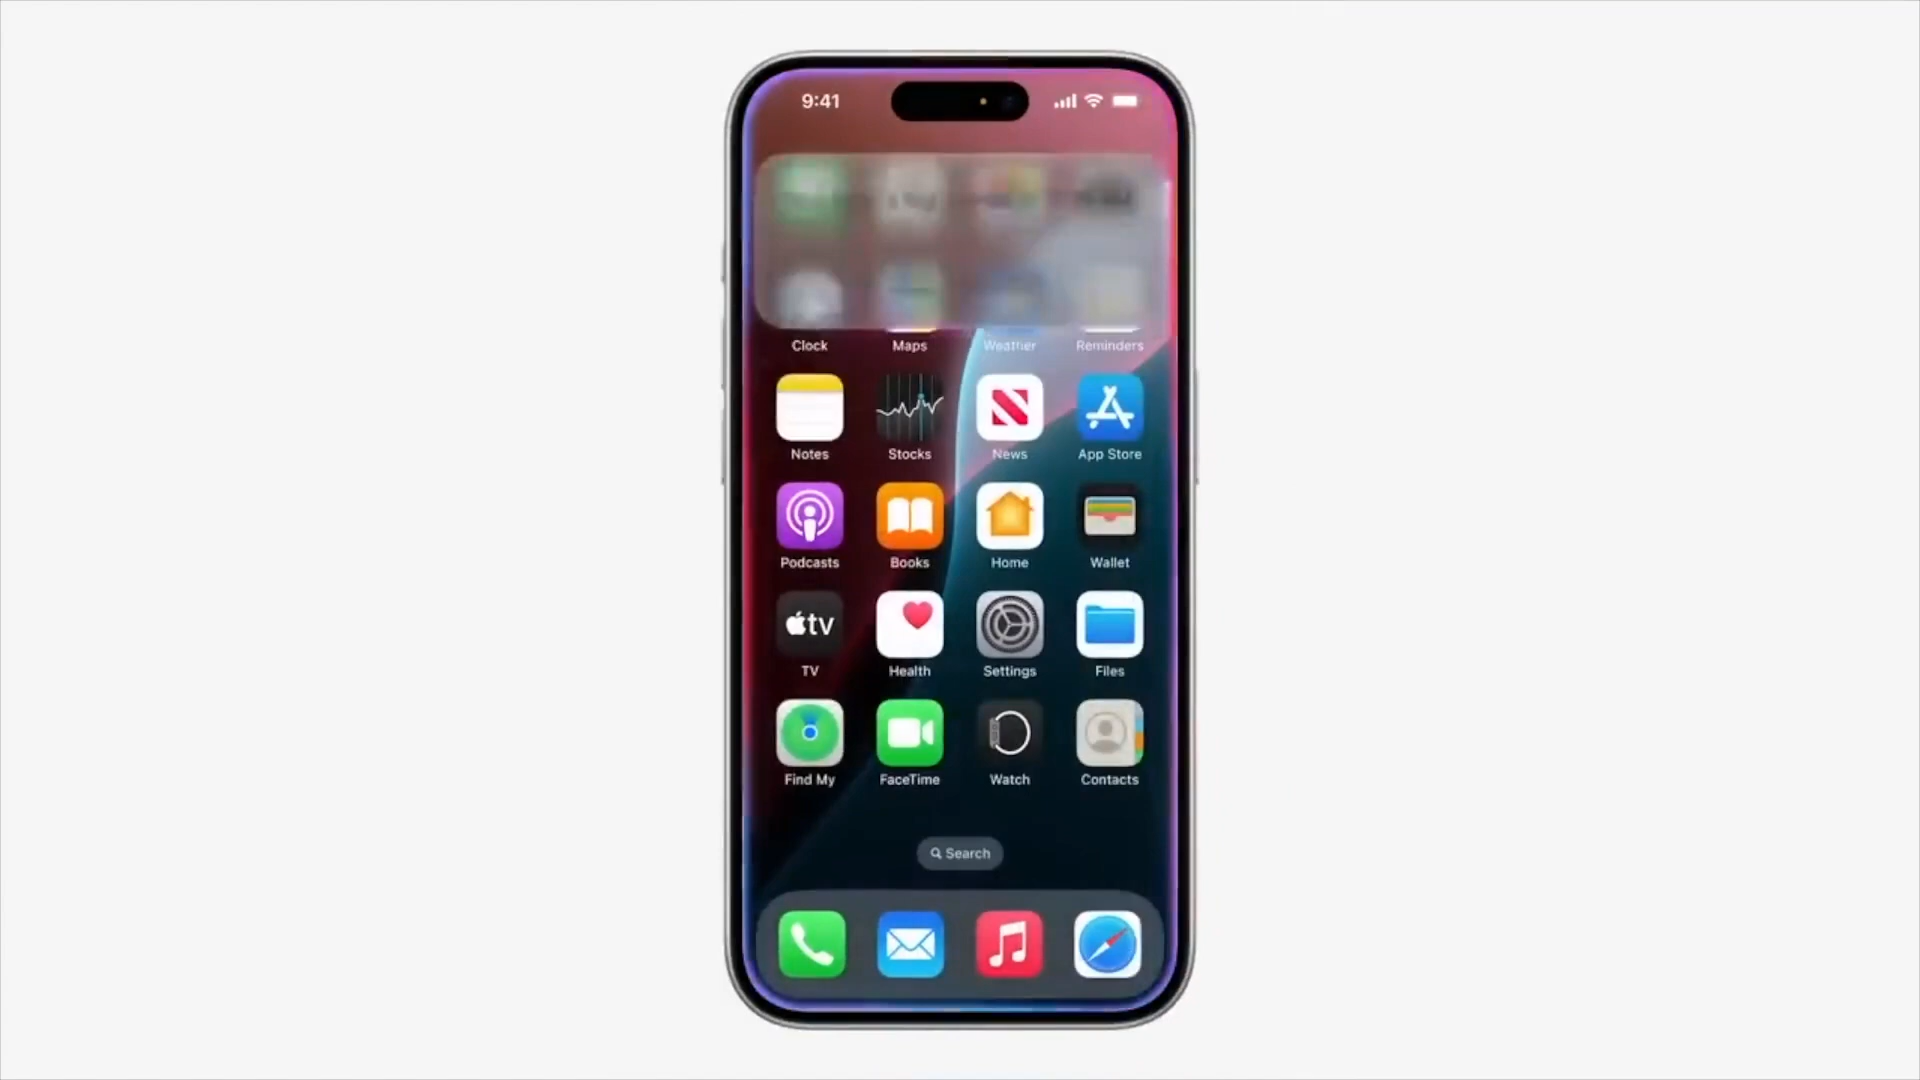 9:41
Clock Maps Weather Reminders
Notes Stocks News App Store
Podcasts Books Home Wallet
tv
TV Health Settings Files
Find My FaceTime Watch Contacts
Search